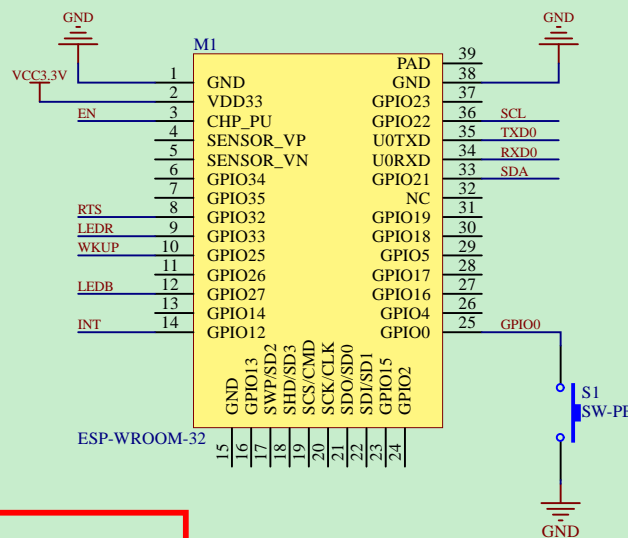 GND
GND
M1
VCC3.3V
1 GND
2 VDD33
EN 3 CHP_PU
4 SENSOR_VP
5 SENSOR_VN
6 GPIO34
7 GPIO35
RTS 8 GPIO32
LEDR 9 GPIO33
WKUP 10 GPIO25
11 GPIO26
LEDB 12 GPIO27
13 GPIO14
INT 14 GPIO12
PAD 39
GND 38
GPIO23 37
GPIO22 36 SCL
U0TXD 35 TXD0
U0RXD 34 RXD0
GPIO21 33 SDA
NC 32
GPIO19 31
GPIO18 30
GPIO5 29
GPIO17 28
GPIO16 27
GPIO4 26
GPIO0 25 GPIO0
GND 15
GPIO13 16
SWP/SD2 17
SHD/SD3 18
SCS/CMD 19
SCK/CLK 20
SDO/SD0 21
SDI/SD1 22
GPIO15 23
GPIO2 24
ESP-WROOM-32
S1
SW-PB
GND